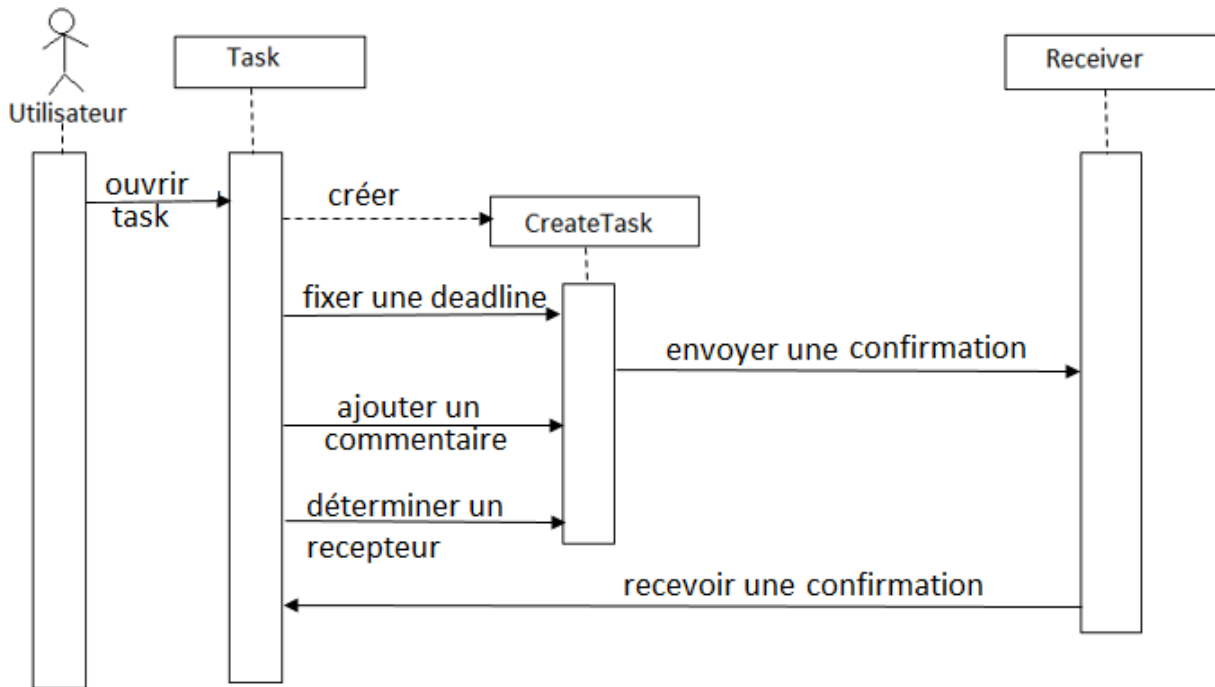 Task
Receiver
Utilisateur
ouvrir
task
créer
CreateTask
fixer une deadline
envoyer une confirmation
ajouter un
commentaire
déterminer un
recepteur
recevoir une confirmation